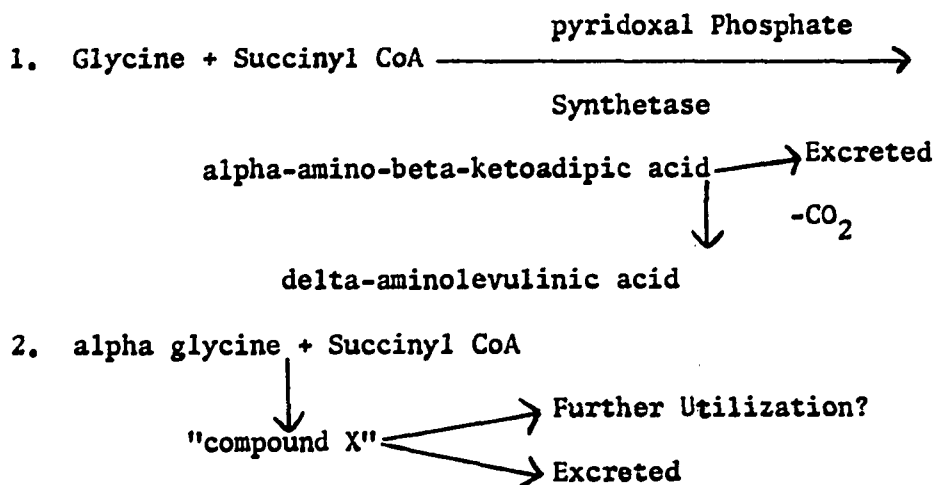 pyridoxal Phosphate
1. Glycine + Succinyl CoA
Synthetase
alpha-amino-beta-ketoadipic acid Excreted
-CO2
delta-aminolevulinic acid
2. alpha glycine + Succinyl CoA
Further Utilization?
"compound X"
Excreted